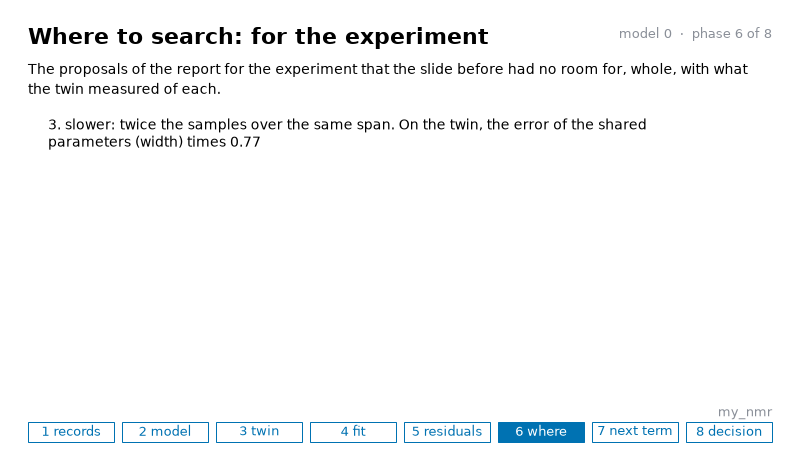 Where to search: for the experiment
model 0 · phase 6 of 8
The proposals of the report for the experiment that the slide before had no room for, whole, with what
the twin measured of each.
3. slower: twice the samples over the same span. On the twin, the error of the shared
parameters (width) times 0.77
my_nmr
1 records
2 model
3 twin
4 fit
5 residuals
6 where
7 next term
8 decision